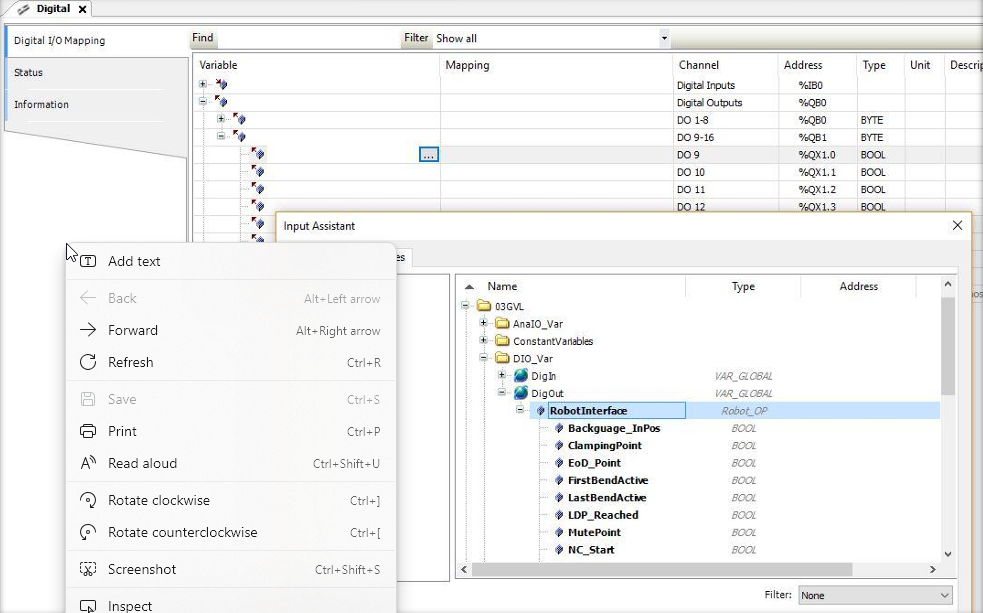 Digital
Digital I/O Mapping
Status
Information
Find
Filter Show all
Variable Mapping Channel Address Type Unit Descrip
Digital Inputs %IB0
Digital Outputs %QB0
DO 1-8 %QB0 BYTE
DO 9-16 %QB1 BYTE
... DO 9 %QX1.0 BOOL
DO 10 %QX1.1 BOOL
DO 11 %QX1.2 BOOL
DO 12 %QX1.3 BOOL
Input Assistant
es
Name Type Address
03GVL
AnaIO_Var
ConstantVariables
DIO_Var
DigIn VAR_GLOBAL
DigOut VAR_GLOBAL
RobotInterface Robot_OP
Backguage_InPos BOOL
ClampingPoint BOOL
EoD_Point BOOL
FirstBendActive BOOL
LastBendActive BOOL
LDP_Reached BOOL
MutePoint BOOL
NC_Start BOOL
Filter: None
Add text
Back Alt+Left arrow
Forward Alt+Right arrow
Refresh Ctrl+R
Save Ctrl+S
Print Ctrl+P
Read aloud Ctrl+Shift+U
Rotate clockwise Ctrl+]
Rotate counterclockwise Ctrl+[
Screenshot Ctrl+Shift+S
Inspect